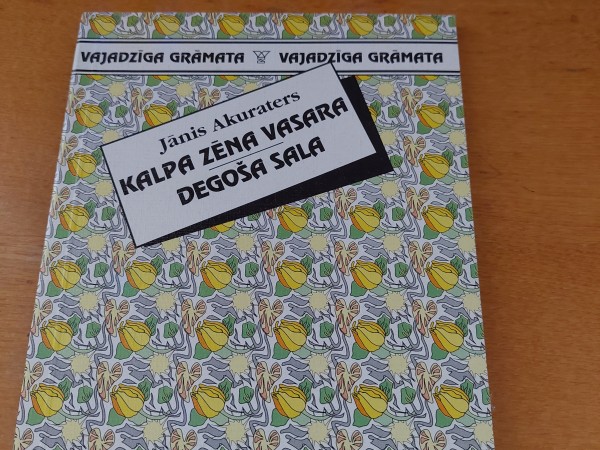 VAJADZĪGA GRĀMATA VAJADZĪGA GRĀMATA
Jānis Akuraters
KALPA ZĒNA VASARA
DEGOŠA SALA